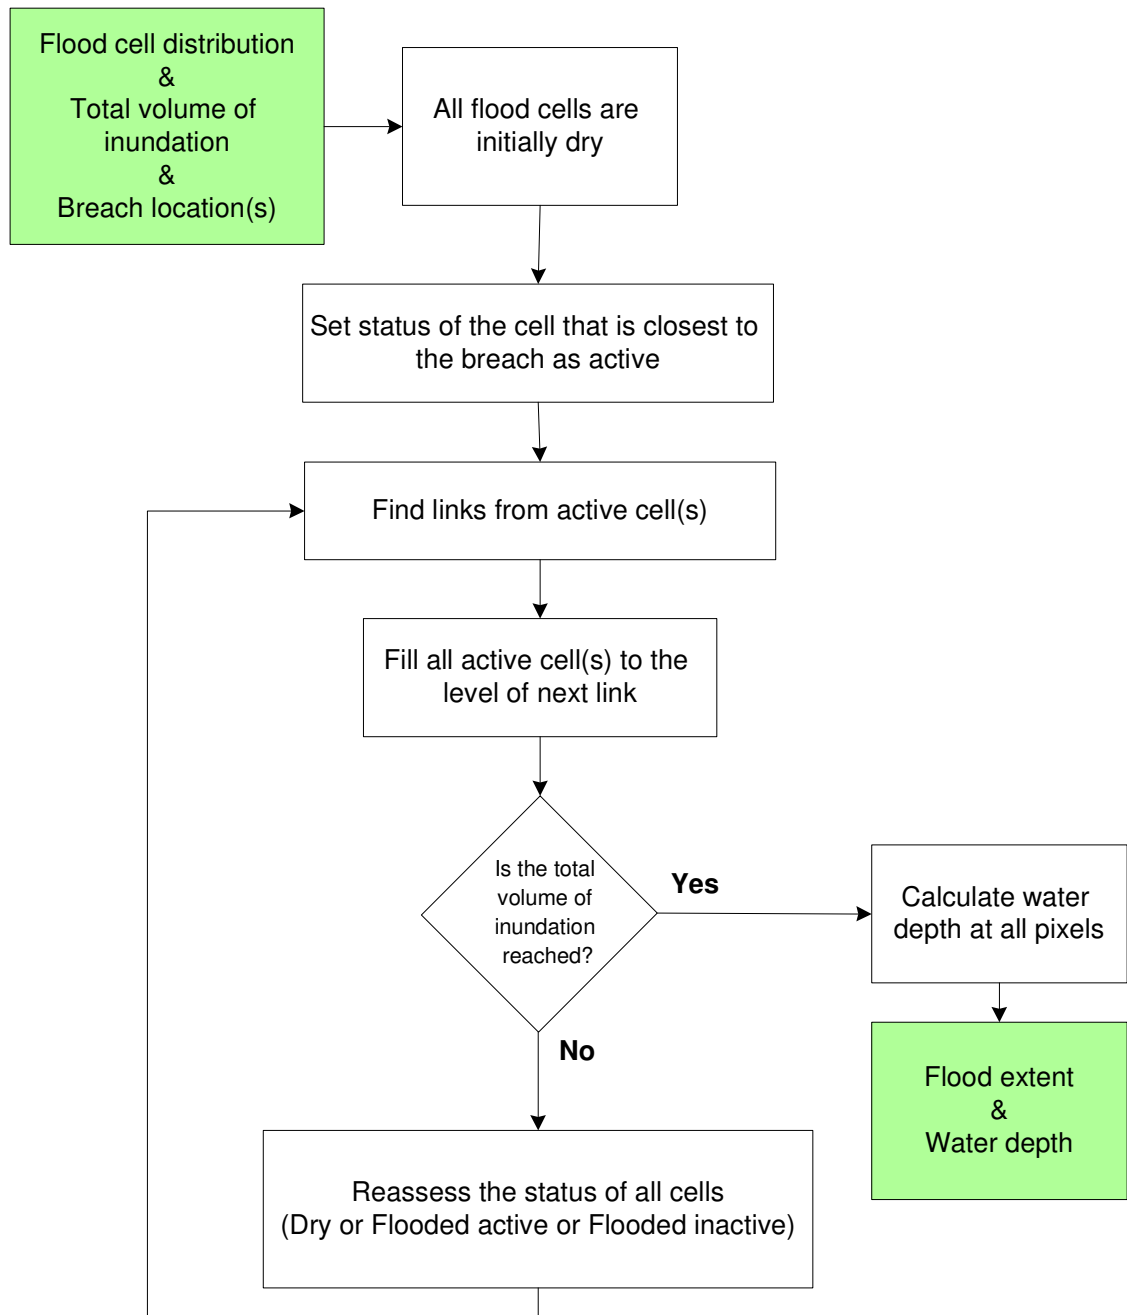 Flood cell distribution
&
Total volume of
inundation
&
Breach location(s)
All flood cells are
initially dry
Set status of the cell that is closest to
the breach as active
Find links from active cell(s)
Fill all active cell(s) to the
level of next link
Is the total
volume of
inundation
reached?
Yes
Calculate water
depth at all pixels
No
Flood extent
&
Water depth
Reassess the status of all cells
(Dry or Flooded active or Flooded inactive)